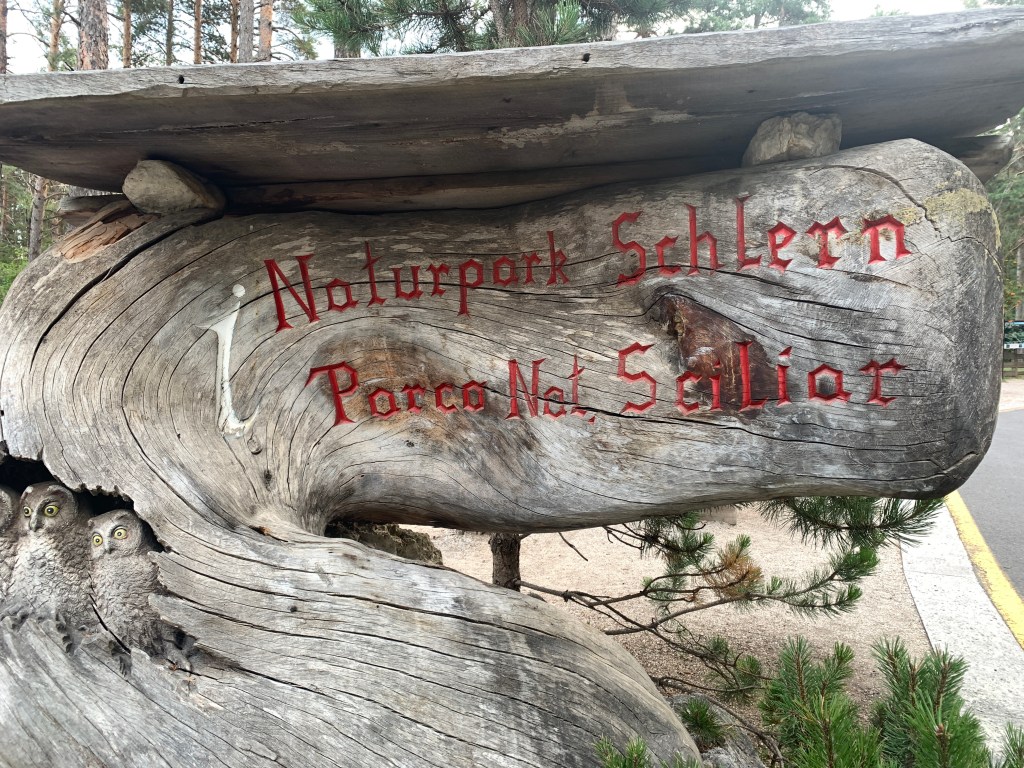 i
Naturpark Schlern
Parco Nat. Sciliar